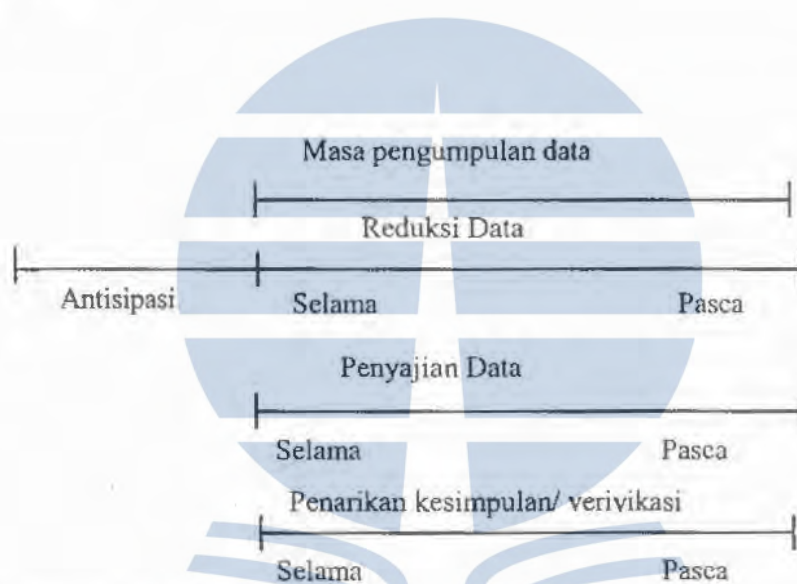 Masa pengumpulan data
Reduksi Data
Antisipasi Selama Pasca
Penyajian Data
Selama Pasca
Penarikan kesimpulan/ verivikasi
Selama Pasca